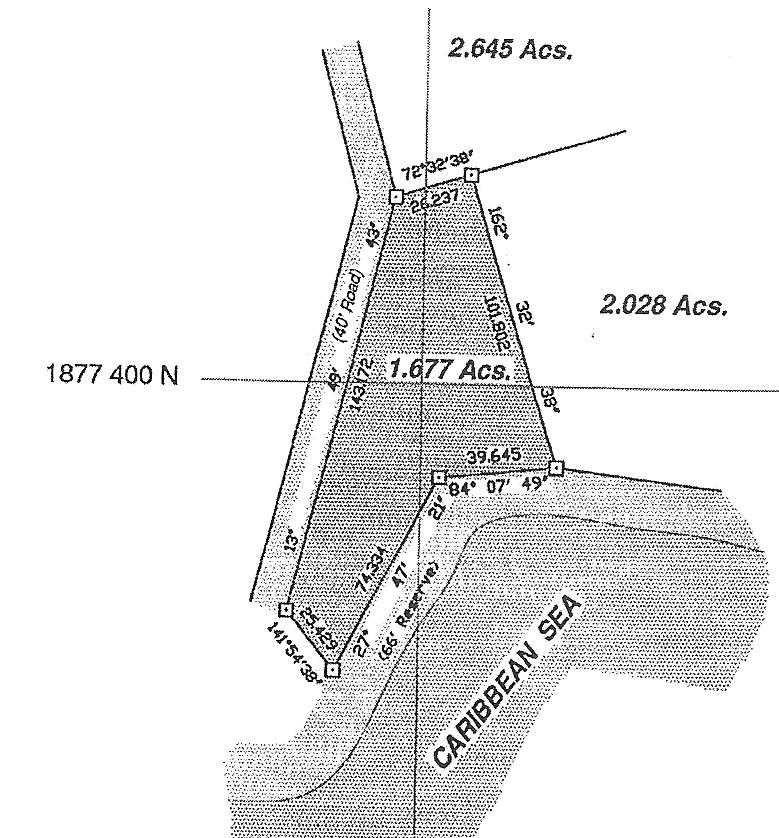 2.645 Acs.
72°32'38"
26.237
162° 32' 38"
101.802
13° 49' 43"
(40' Road)
143.172
2.028 Acs.
1877 400 N
1.677 Acs.
39.645
84° 07' 49"
27° 47' 21"
74.334
(66' Reserve)
25.429
141°54'38"
CARIBBEAN SEA